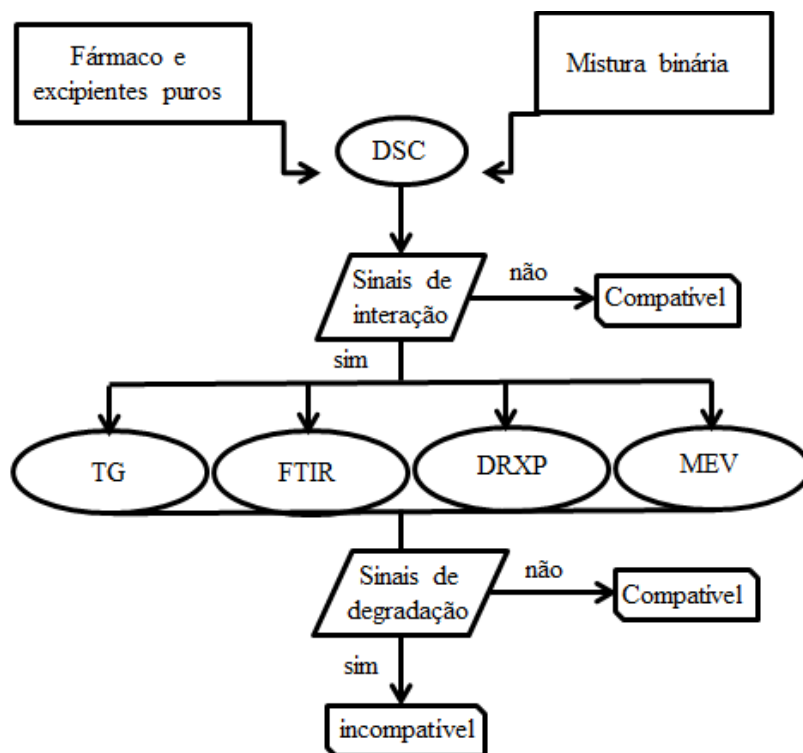 Fármaco e
excipientes puros
Mistura binária
DSC
Sinais de
interação
não
Compatível
sim
TG
FTIR
DRXP
MEV
Sinais de
degradação
não
Compatível
sim
incompatível